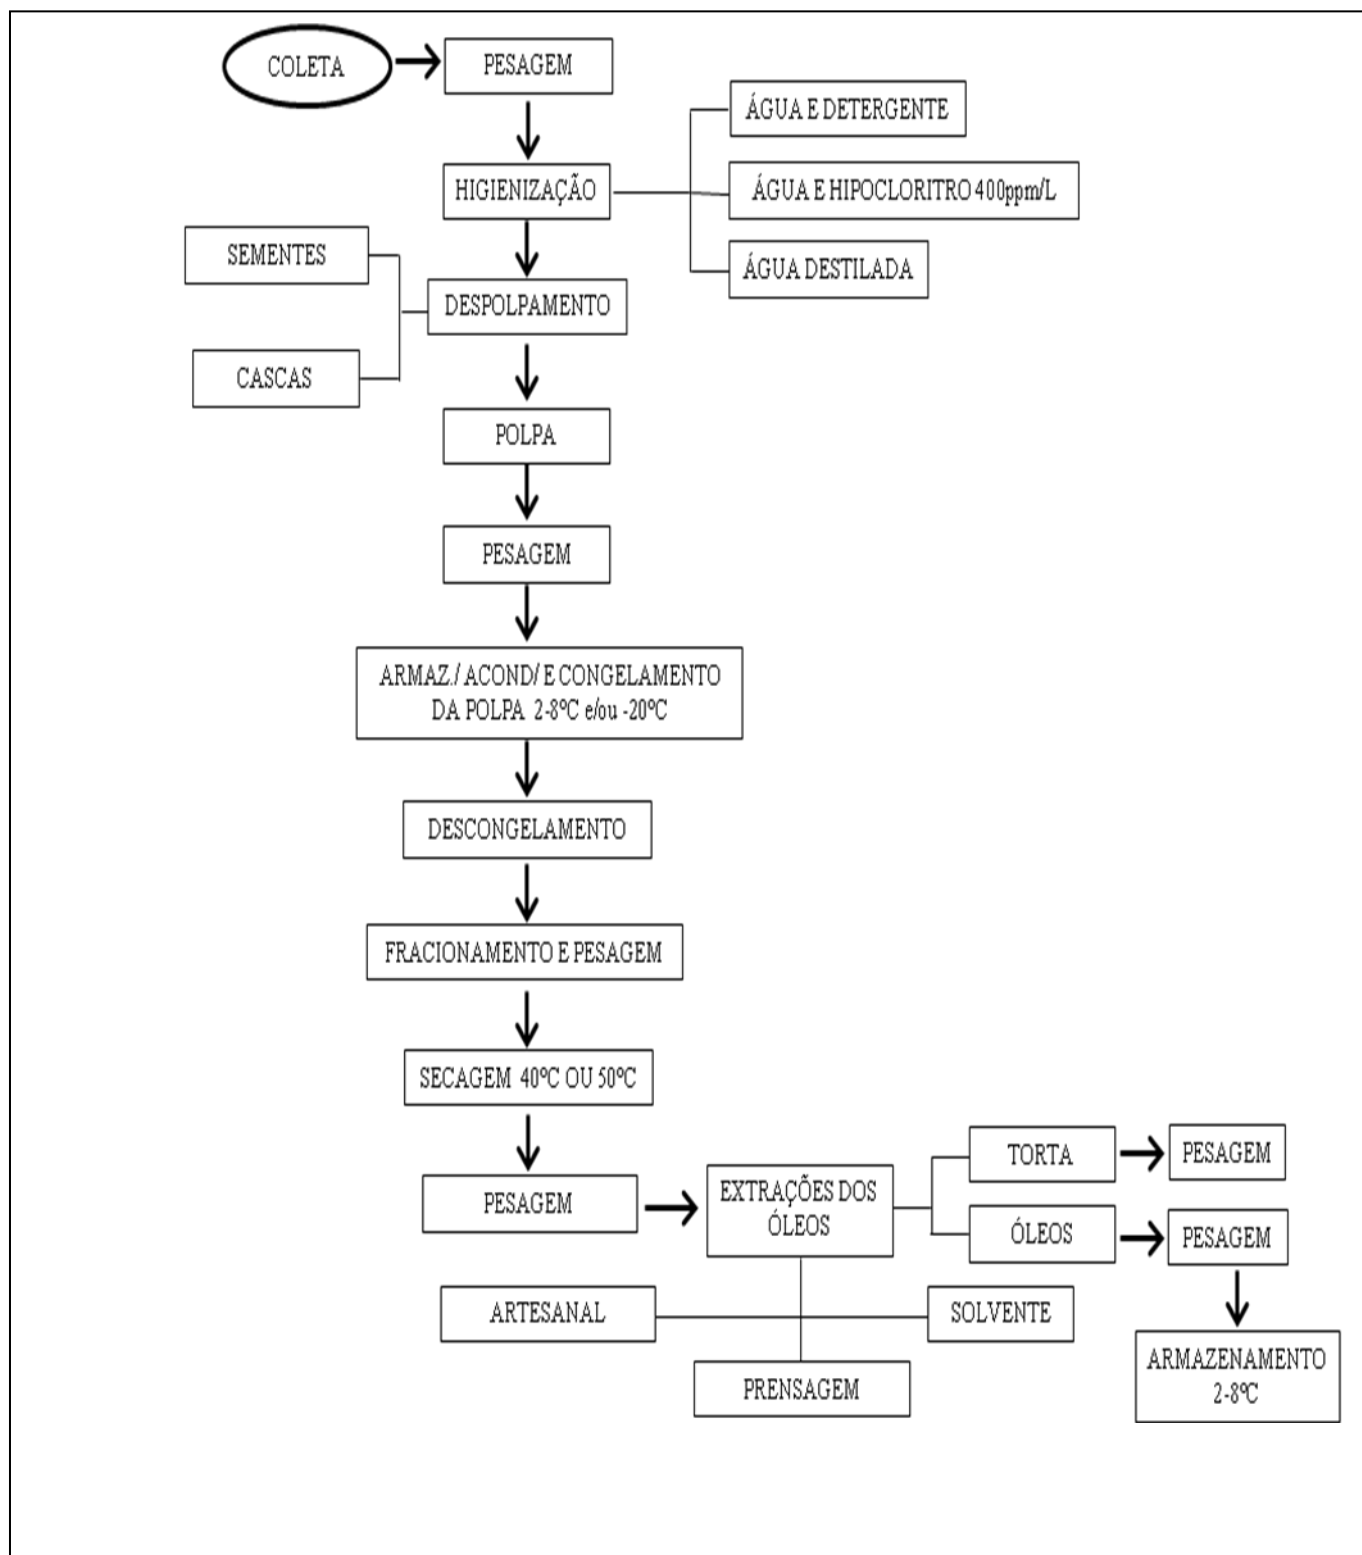 COLETA
PESAGEM
ÁGUA E DETERGENTE
HIGIENIZAÇÃO
ÁGUA E HIPOCLORITRO 400ppm/L
SEMENTES
ÁGUA DESTILADA
DESPOLPAMENTO
CASCAS
POLPA
PESAGEM
ARMAZ./ ACOND/ E CONGELAMENTO
DA POLPA 2-8ºC e/ou -20ºC
DESCONGELAMENTO
FRACIONAMENTO E PESAGEM
SECAGEM 40ºC OU 50ºC
PESAGEM
EXTRAÇÕES DOS
ÓLEOS
TORTA
PESAGEM
ÓLEOS
PESAGEM
ARTESANAL
SOLVENTE
PRENSAGEM
ARMAZENAMENTO
2-8ºC